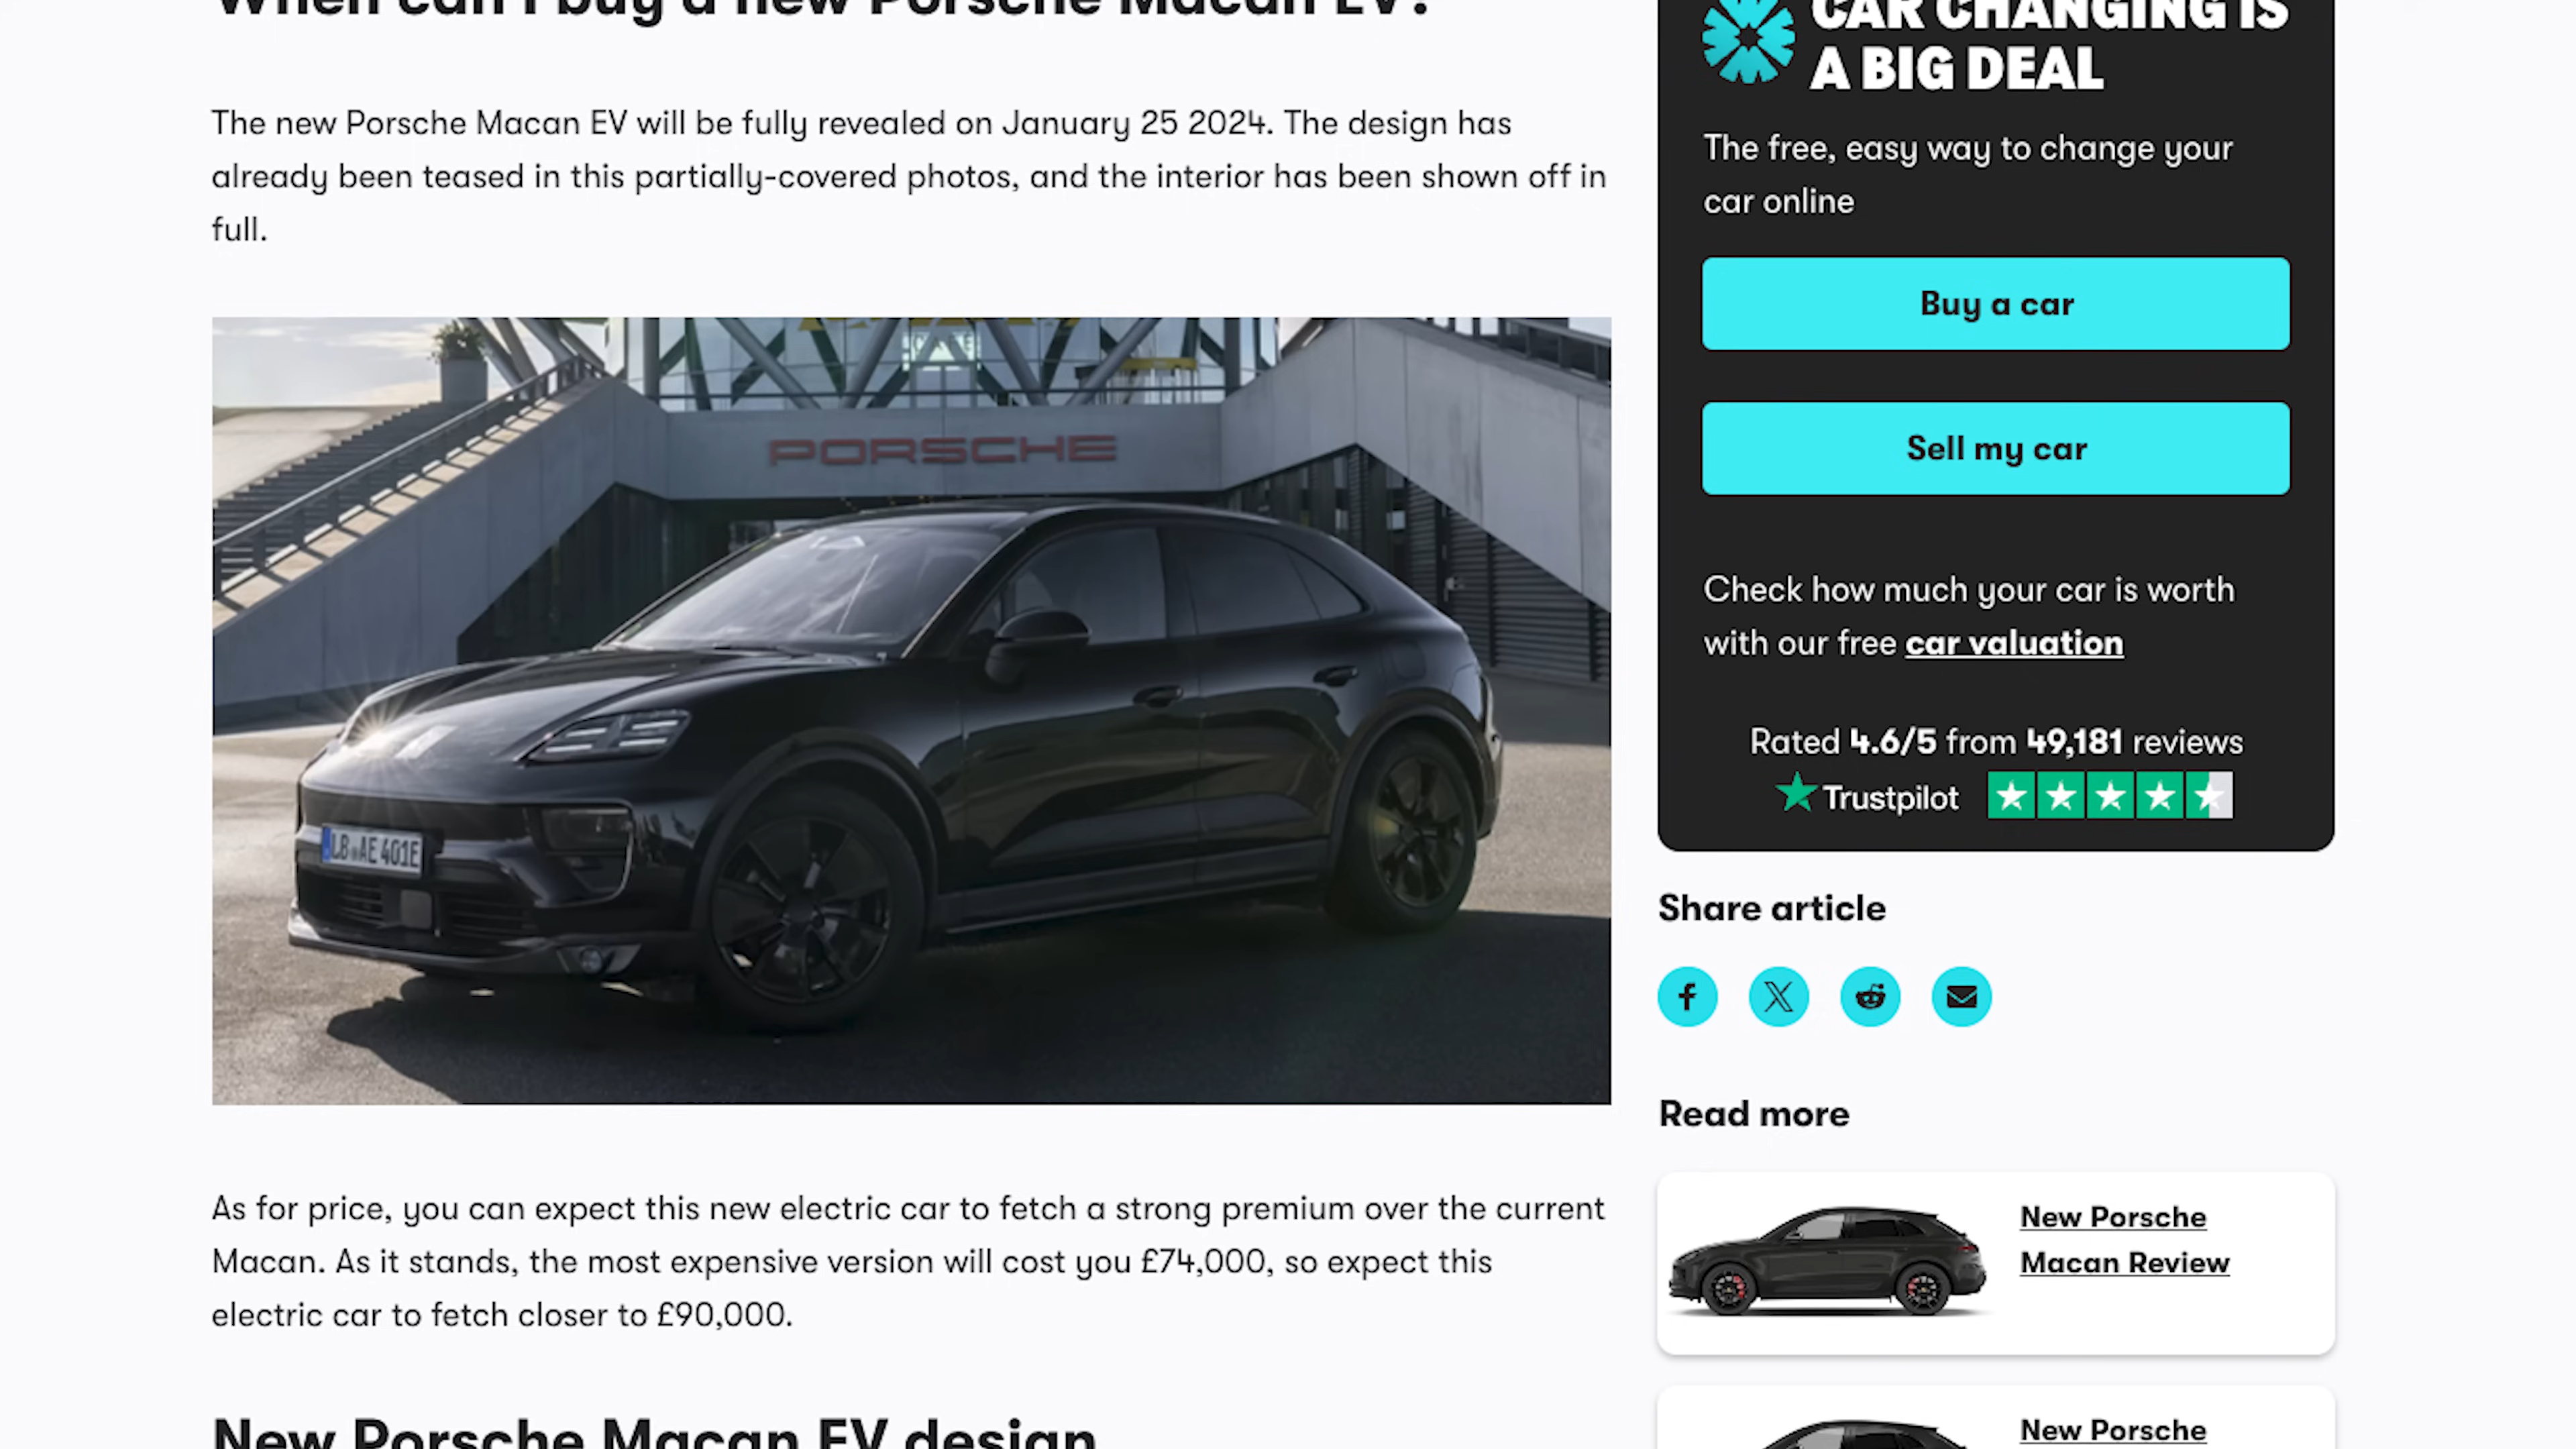 When can I buy a new Porsche Macan EV?
The new Porsche Macan EV will be fully revealed on January 25 2024. The design has
already been teased in this partially-covered photos, and the interior has been shown off in
full.
PORSCHE
LB AE 401E
As for price, you can expect this new electric car to fetch a strong premium over the current
Macan. As it stands, the most expensive version will cost you £74,000, so expect this
electric car to fetch closer to £90,000.
New Porsche Macan EV design
CAR CHANGING IS
A BIG DEAL
The free, easy way to change your
car online
Buy a car
Sell my car
Check how much your car is worth
with our free car valuation
Rated 4.6/5 from 49,181 reviews
Trustpilot
Share article
Read more
New Porsche
Macan Review
New Porsche